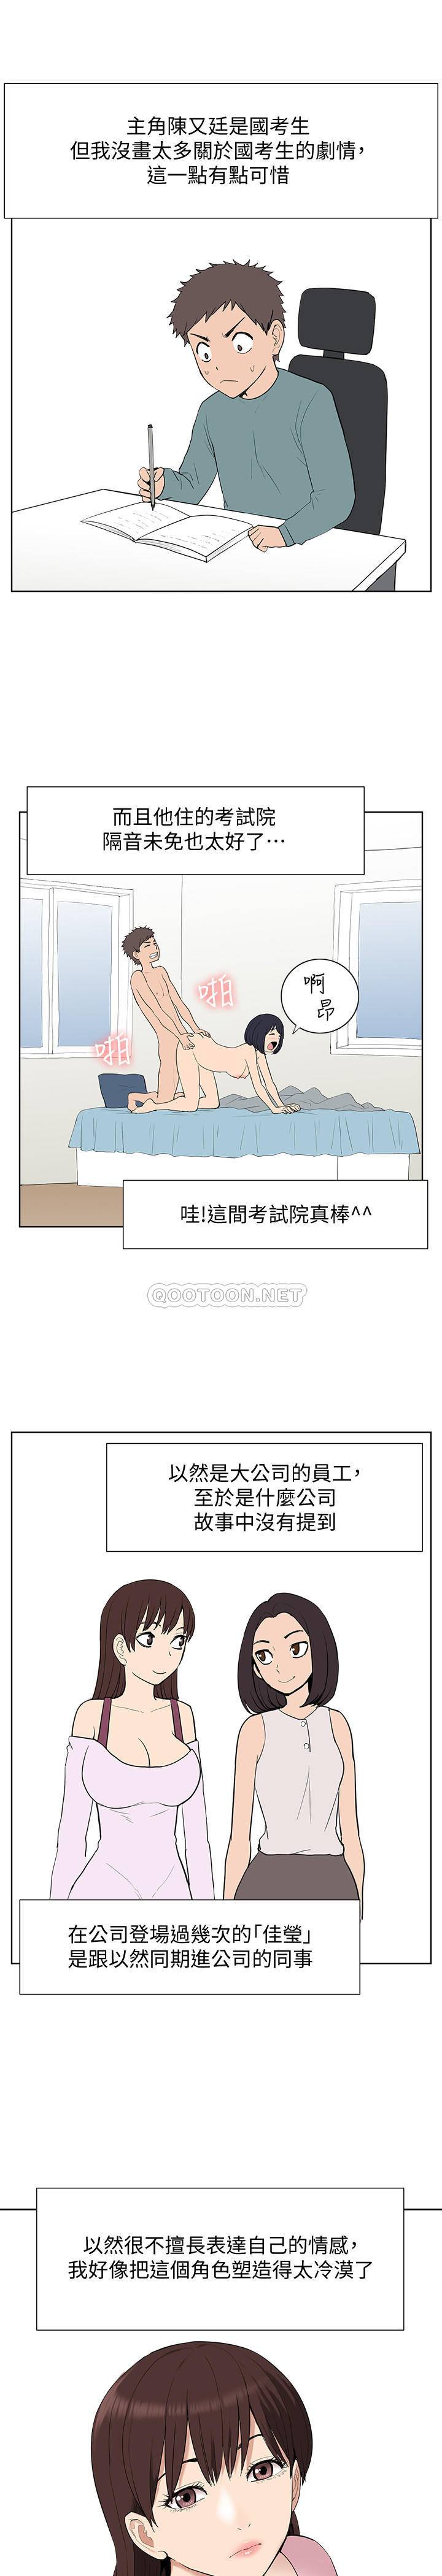 主角陳又廷是國考生
但我沒畫太多關於國考生的劇情，
這一點有點可惜
而且他住的考試院
隔音未免也太好了…
啪
啪
啊
昂
哇!這間考試院真棒^^
QOOTOON.NET
以然是大公司的員工，
至於是什麼公司
故事中沒有提到
在公司登場過幾次的「佳瑩」
是跟以然同期進公司的同事
以然很不擅長表達自己的情感，
我好像把這個角色塑造得太冷漠了